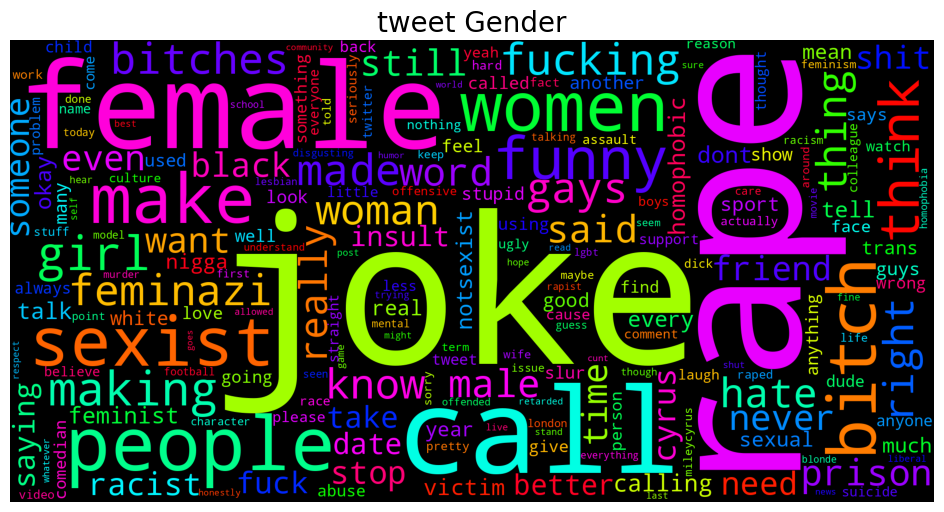 tweet Gender
child
bitches
still
yeah
community
back
hard
fucking
reason
sure
mean
feminism
shit
work
come
female
school
something
everyone
told
seriously
twitter
called
fact
another
women
thought
thing
think
someone
problem
done
name
today
best
world
nothing
talking
assault
racism
says
watch
okay
many
hear
even
culture
used
black
disgusting
humor
made
word
keep
feel
funny
homophobic
dont
show
colleague
around
care
movie
homophobia
stuff
self
model
make
look
lesbian
little
offensive
stupid
gays
boys
sport
actually
tell
face
rape
girl
want
well
understand
nigga
first
woman
insult
post
using
said
ugly
read
lgbt
seem
support
trans
guys
wrong
always
murder
allowed
really
less
trying
real
notsexist
hope
maybe
rapist
dick
find
good
friend
anything
fine
talk
point
feminazi
white
love
straight
mental
might
joke
cause
guess
every
comment
bitch
right
life
respect
sexist
goes
game
term
tweet
wife
issue
cunt
though
shut
believe
football
seen
going
sorry
know
male
offended
slur
retarded
time
person
laugh
raped
hate
dude
saying
making
feminist
character
race
please
take
call
cyrus
mileycyrus
never
anyone
blonde
liberal
whatever
comedian
people
date
year
pretty
live
london
stand
give
everything
sexual
much
video
racist
honestly
fuck
abuse
stop
victim
better
calling
last
need
news
suicide
prison